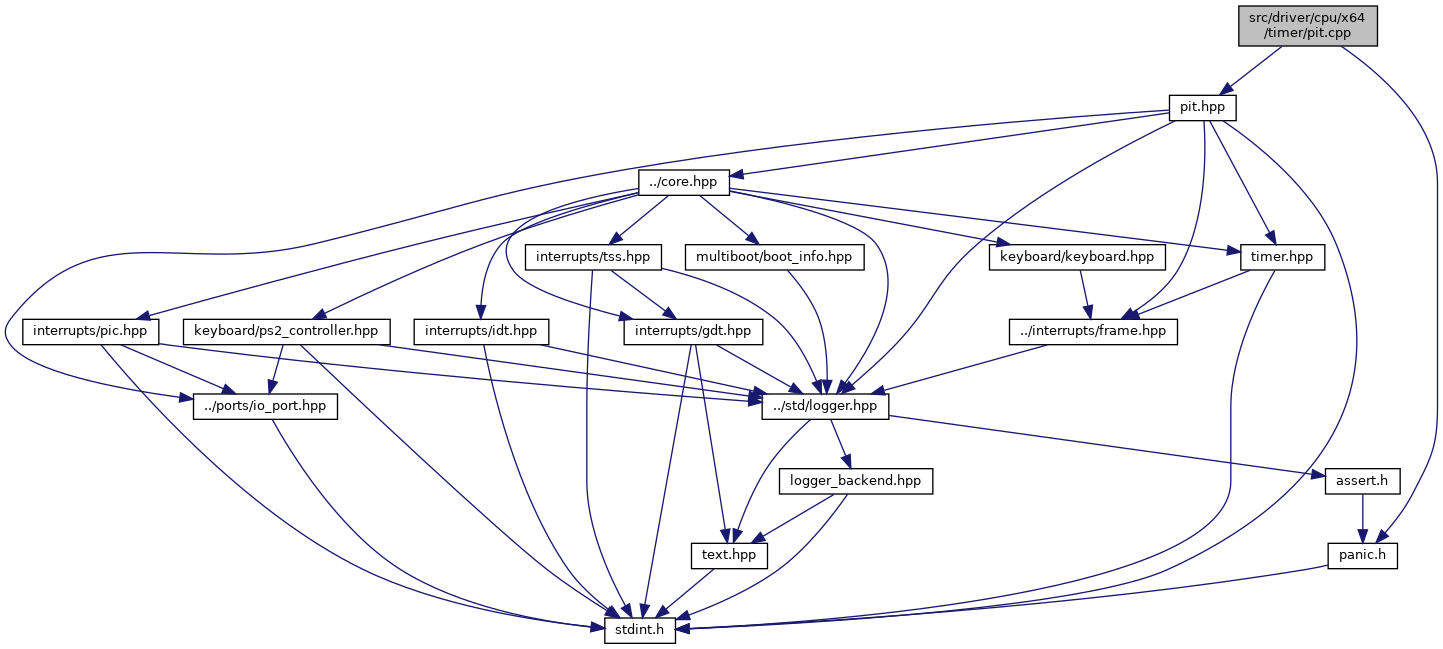 src/driver/cpu/x64
/timer/pit.cpp
pit.hpp
../core.hpp
interrupts/tss.hpp
multiboot/boot_info.hpp
keyboard/keyboard.hpp
timer.hpp
interrupts/pic.hpp
keyboard/ps2_controller.hpp
interrupts/idt.hpp
interrupts/gdt.hpp
../interrupts/frame.hpp
../ports/io_port.hpp
../std/logger.hpp
logger_backend.hpp
assert.h
text.hpp
panic.h
stdint.h